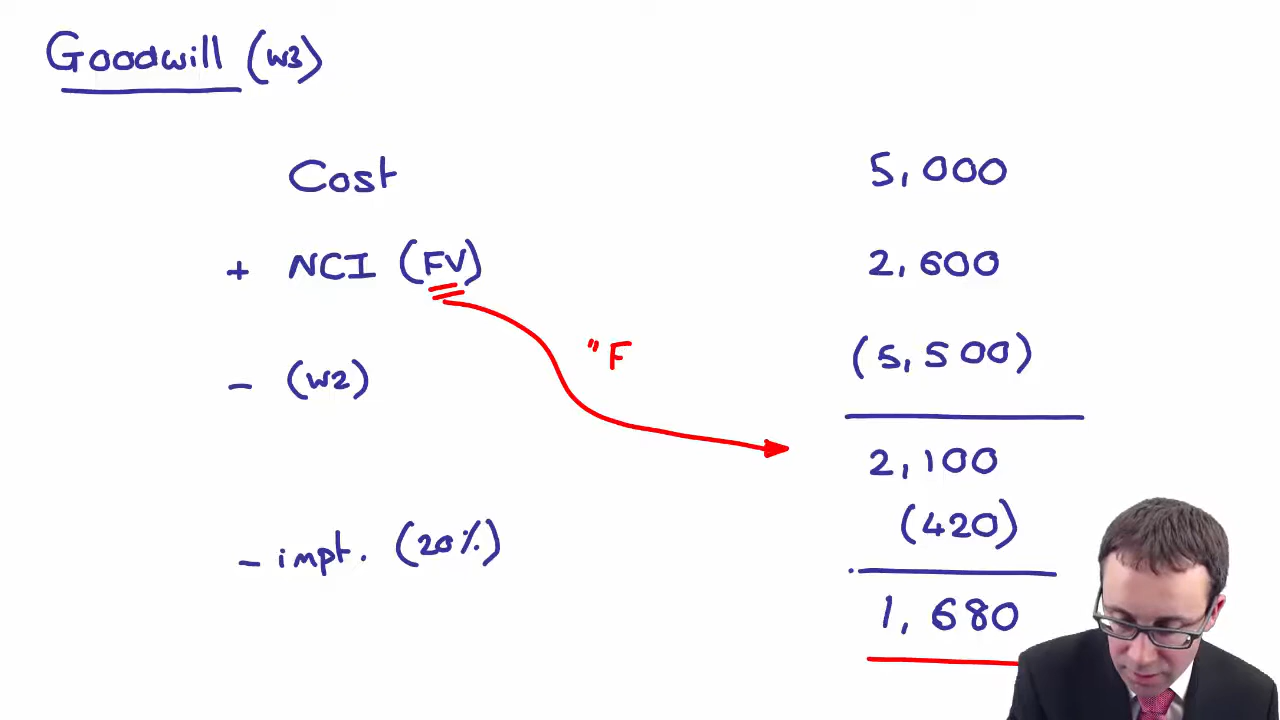 Goodwill (W3)
Cost 5,000
+ NCI (FV) 2,600
"F
- (W2) (5,500)
2,100
- impt. (20%) (420)
1,680